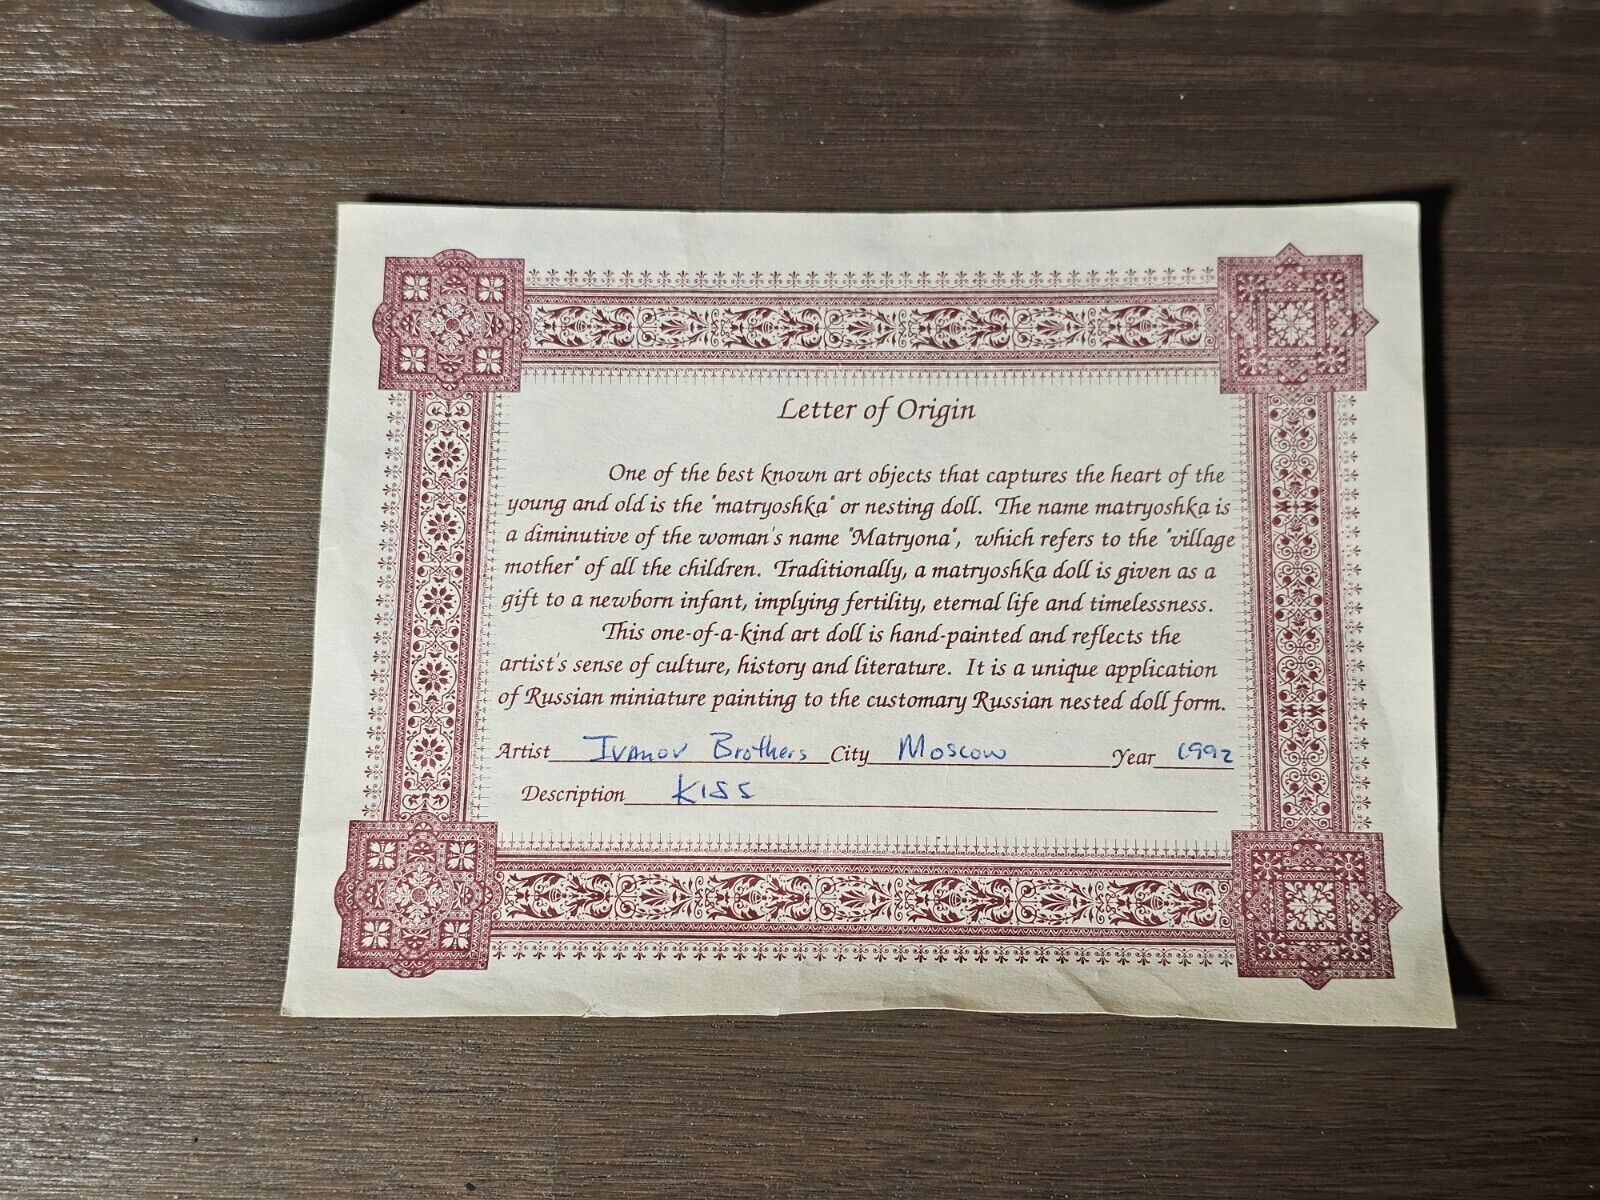 Letter of Origin
One of the best known art objects that captures the heart of the
young and old is the "matryoshka" or nesting doll. The name matryoshka is
a diminutive of the woman's name "Matryona", which refers to the "village
mother" of all the children. Traditionally, a matryoshka doll is given as a
gift to a newborn infant, implying fertility, eternal life and timelessness.
This one-of-a-kind art doll is hand-painted and reflects the
artist's sense of culture, history and literature. It is a unique application
of Russian miniature painting to the customary Russian nested doll form.
Artist Ivanov Brothers City Moscow Year 1992
Description Kiss